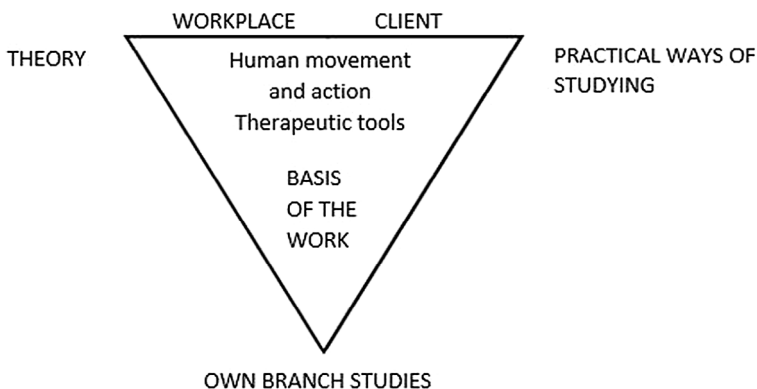 WORKPLACE CLIENT
THEORY
PRACTICAL WAYS OF
STUDYING
Human movement
and action
Therapeutic tools
BASIS
OF THE
WORK
OWN BRANCH STUDIES